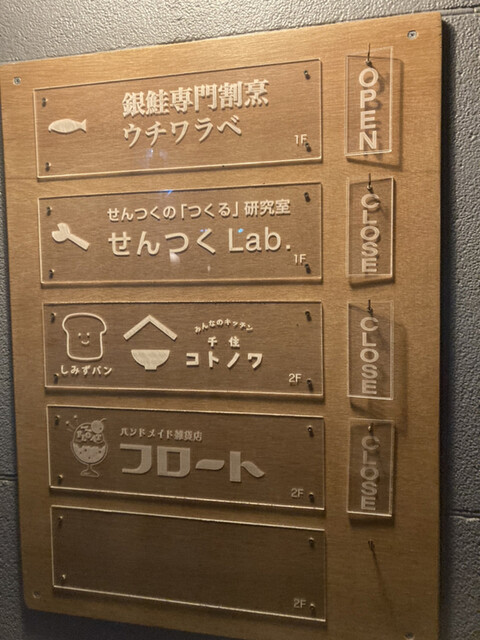 銀鮭専門割烹
ウチワラベ
1F
OPEN
せんつくの「つくる」研究室
せんつく Lab.
1F
CLOSE
しみずパン
みんなのキッチン
千住
コトノワ
2F
CLOSE
ハンドメイド雑貨店
フロート
2F
CLOSE
2F